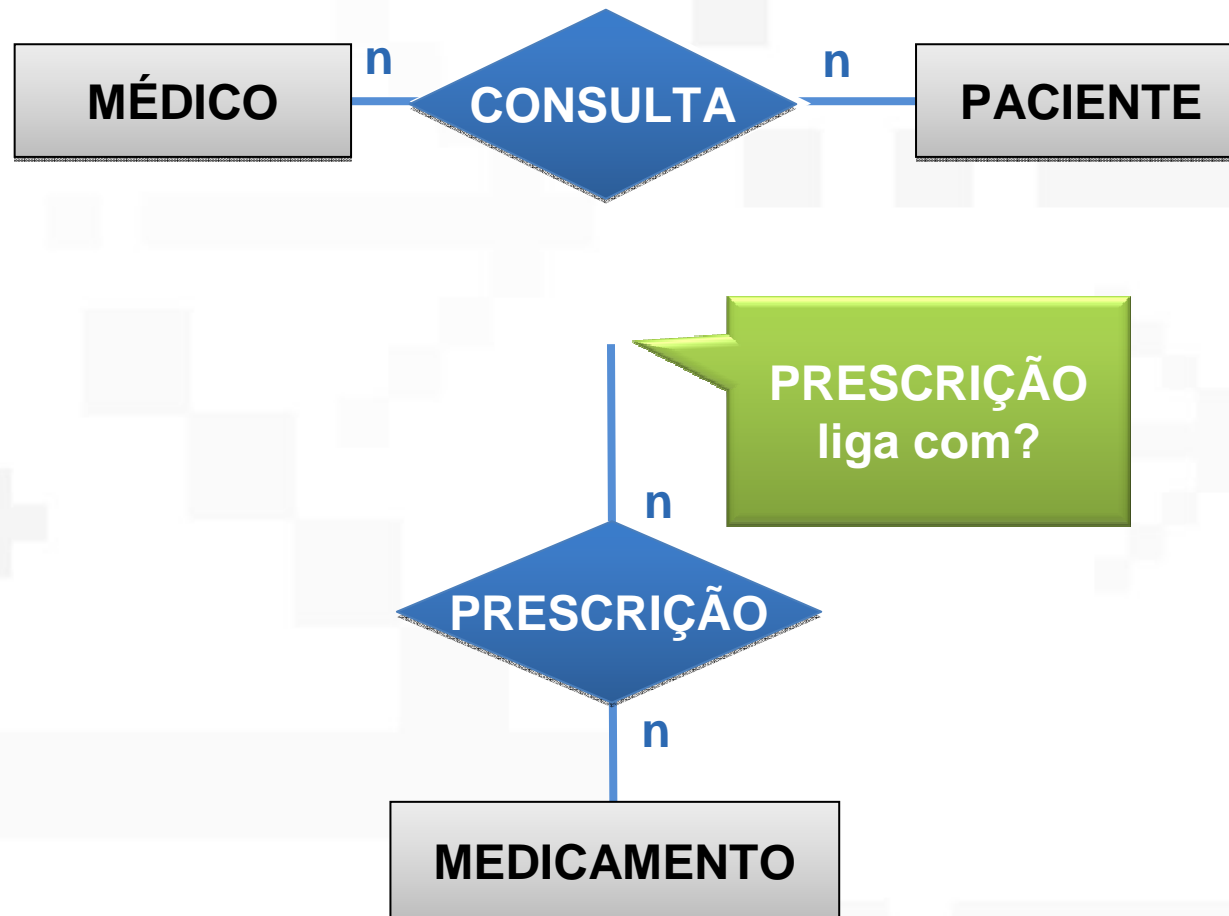 n
n
MÉDICO
CONSULTA
PACIENTE
PRESCRIÇÃO
liga com?
n
PRESCRIÇÃO
n
MEDICAMENTO